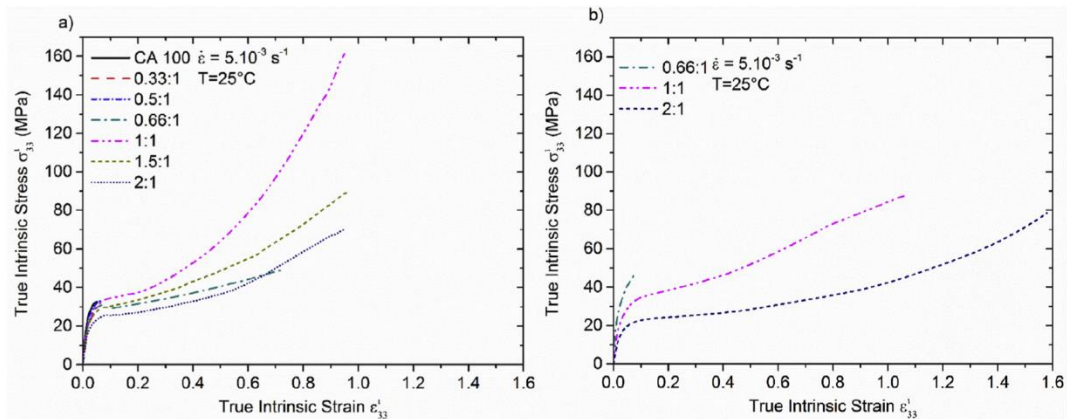 a)
CA 100 ε̇ = 5.10⁻³ s⁻¹
0.33:1 T=25°C
0.5:1
0.66:1
1:1
1.5:1
2:1
True Intrinsic Stress σⁱ₃₃ (MPa)
160
140
120
100
80
60
40
20
0
0.0 0.2 0.4 0.6 0.8 1.0 1.2 1.4 1.6
True Intrinsic Strain εⁱ₃₃
b)
0.66:1 ε̇ = 5.10⁻³ s⁻¹
1:1 T=25°C
2:1
True Intrinsic Stress σⁱ₃₃ (MPa)
160
140
120
100
80
60
40
20
0
0.0 0.2 0.4 0.6 0.8 1.0 1.2 1.4 1.6
True Intrinsic Strain εⁱ₃₃